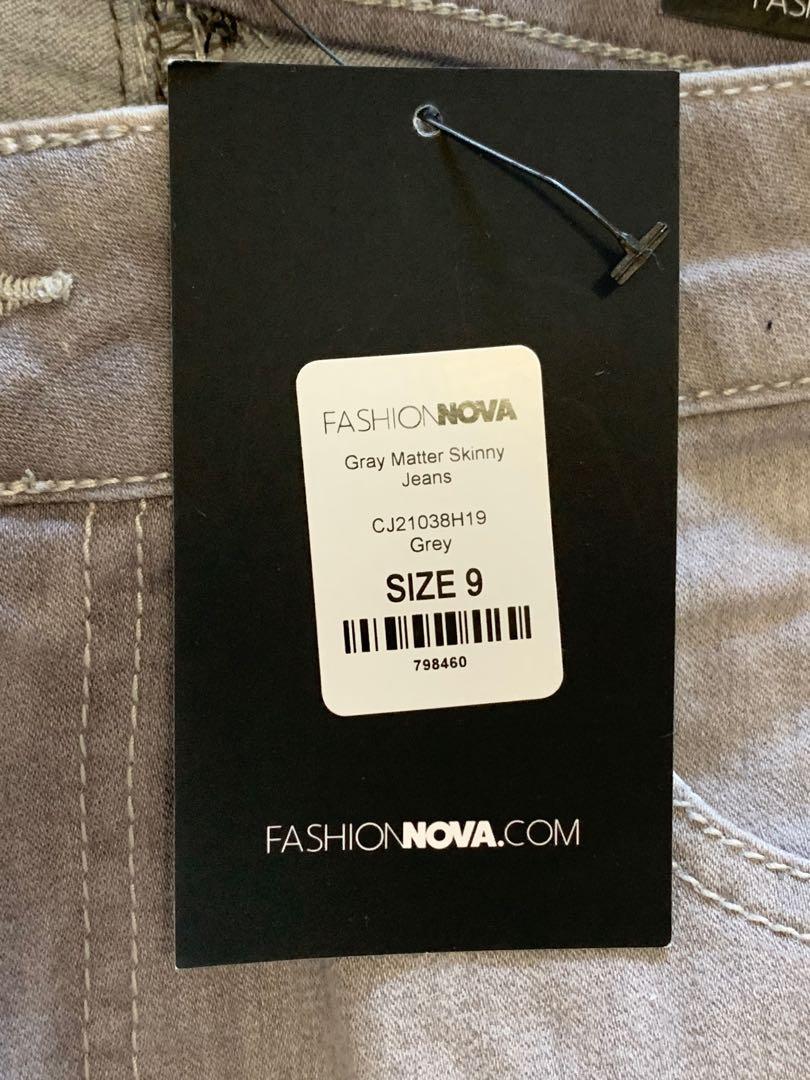 FASHIONNOVA
Gray Matter Skinny
Jeans
CJ21038H19
Grey
SIZE 9
798460
FASHIONNOVA.COM